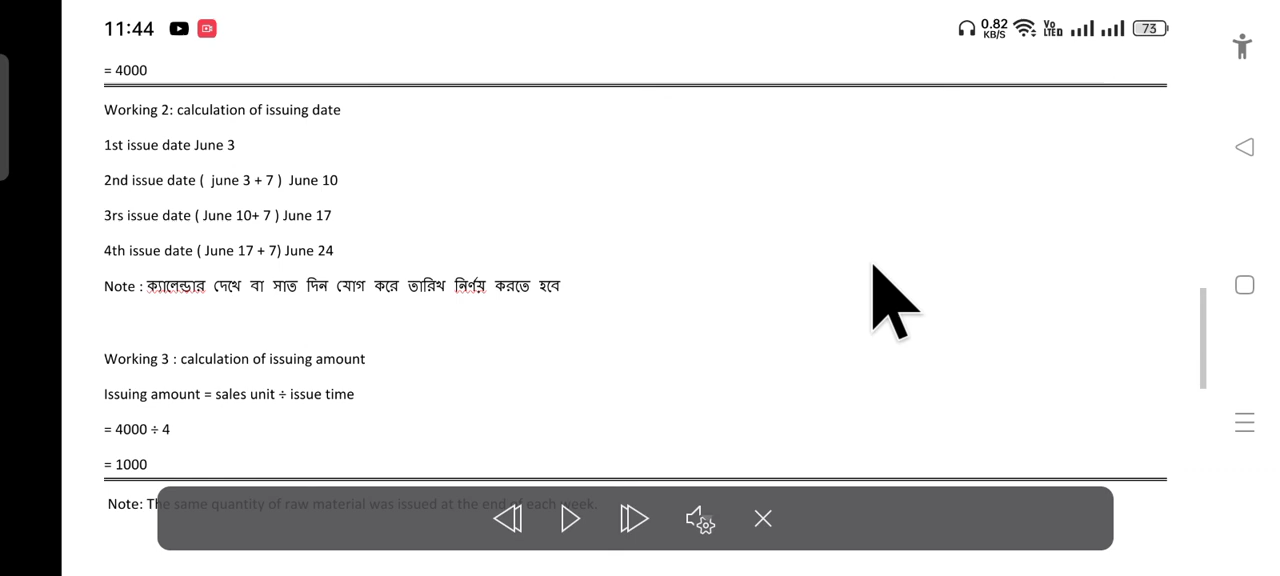 11:44 0.82 KB/S Vo LTED 73
= 4000
Working 2: calculation of issuing date
1st issue date June 3
2nd issue date ( june 3 + 7 ) June 10
3rs issue date ( June 10+ 7 ) June 17
4th issue date ( June 17 + 7) June 24
Note : ক্যালেন্ডার দেখে বা সাত দিন যোগ করে তারিখ নির্ণয় করতে হবে
Working 3 : calculation of issuing amount
Issuing amount = sales unit ÷ issue time
= 4000 ÷ 4
= 1000
Note: The same quantity of raw material was issued at the end of each week.